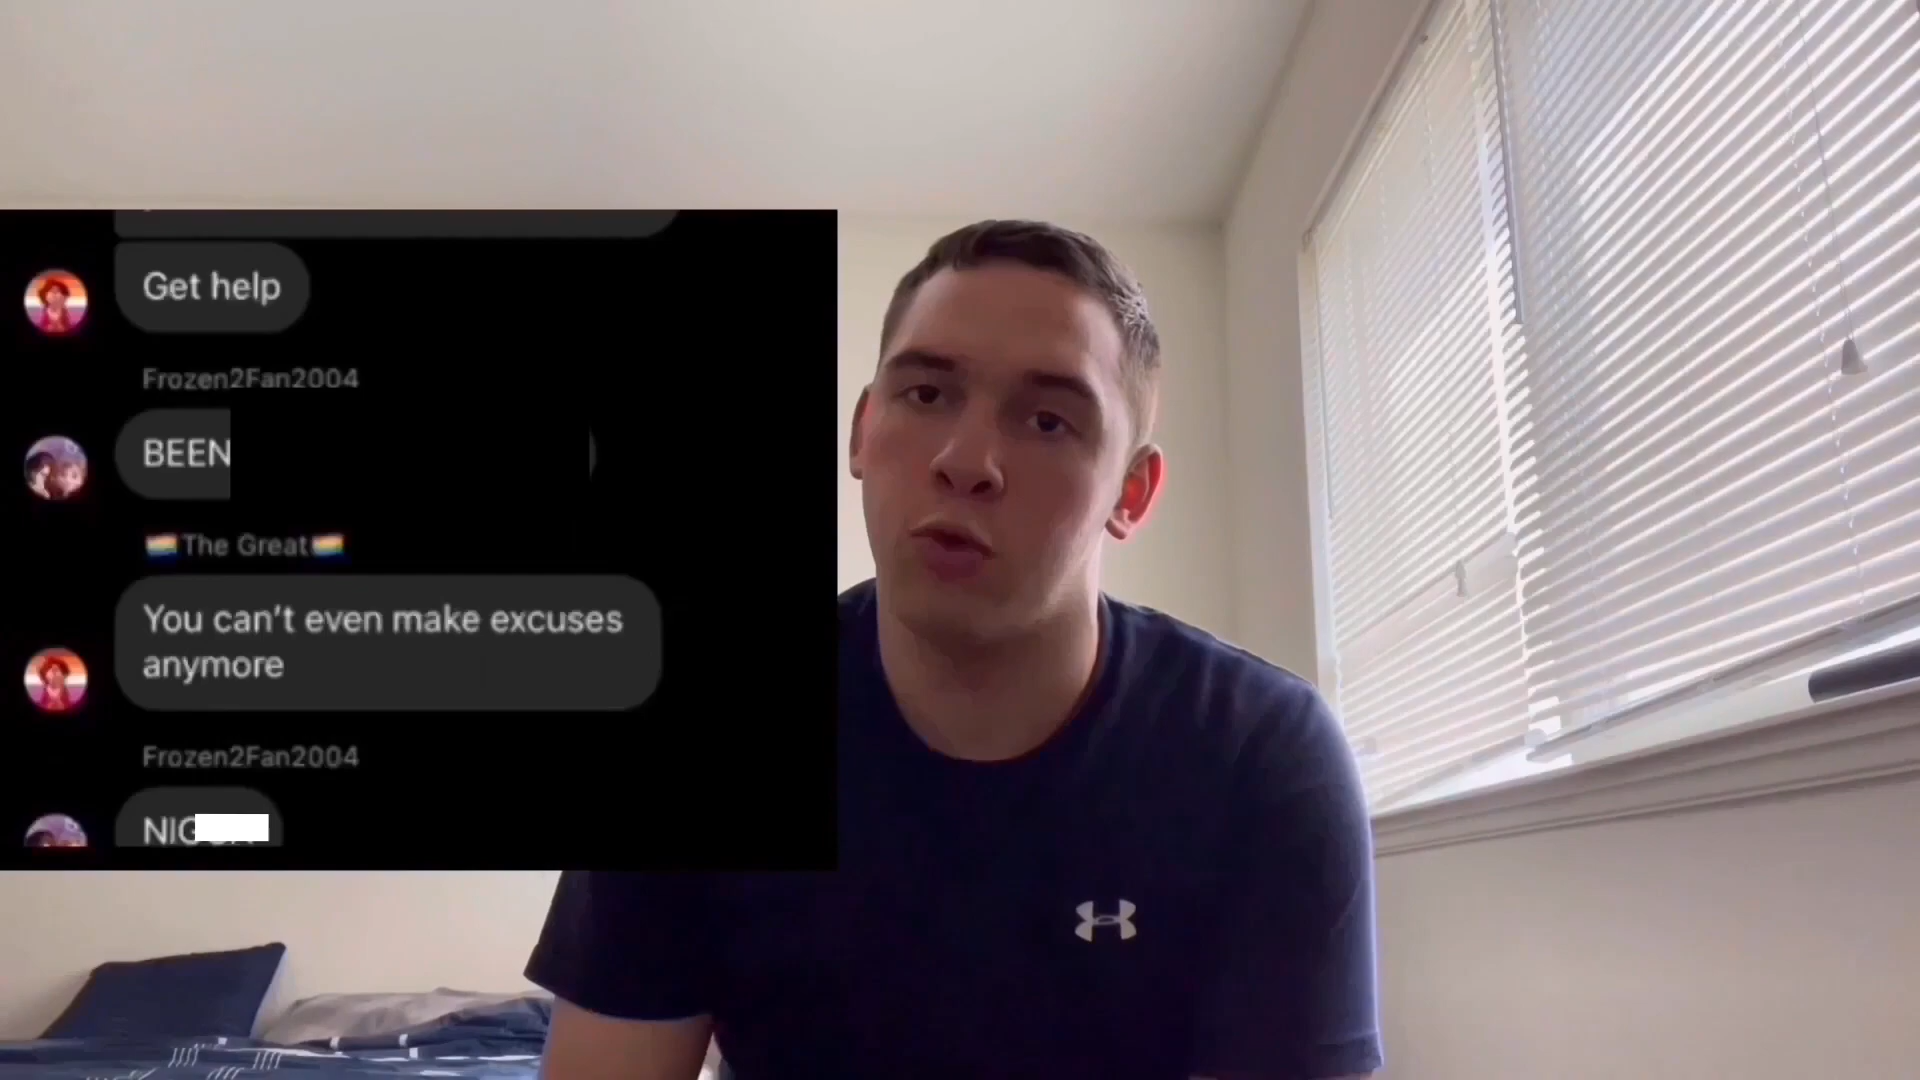 Get help
Frozen2Fan2004
BEEN
🏳️‍🌈The Great🏳️‍🌈
You can't even make excuses
anymore
Frozen2Fan2004
NIG